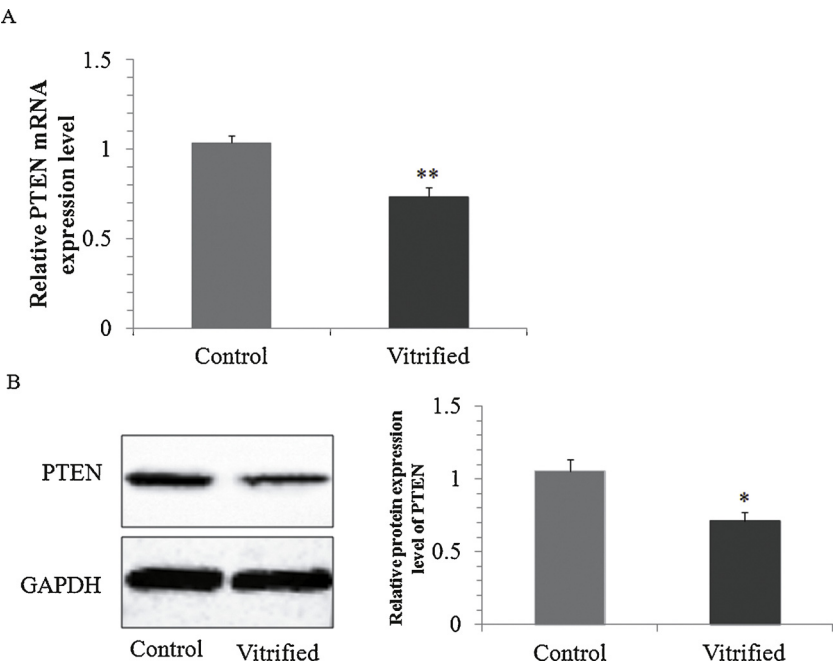 A
Relative PTEN mRNA
expression level
1.5
1
0.5
0
**
Control
Vitrified
B
PTEN
GAPDH
Control
Vitrified
Relative protein expression
level of PTEN
1.5
1
0.5
0
*
Control
Vitrified